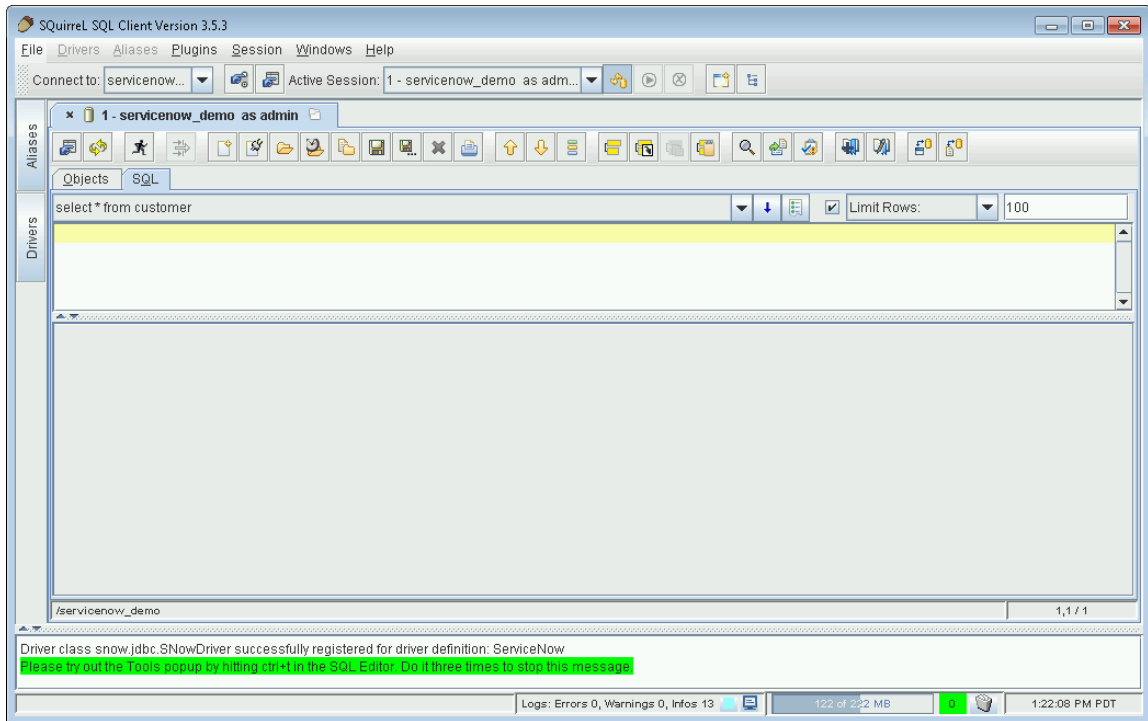 SQuirreL SQL Client Version 3.5.3
File Drivers Aliases Plugins Session Windows Help
Connect to: servicenow... Active Session: 1 - servicenow_demo as adm...
1 - servicenow_demo as admin
Aliases
Drivers
Objects SQL
select * from customer Limit Rows: 100
/servicenow_demo 1,1 / 1
Driver class snow.jdbc.SNowDriver successfully registered for driver definition: ServiceNow
Please try out the Tools popup by hitting ctrl+t in the SQL Editor. Do it three times to stop this message.
Logs: Errors 0, Warnings 0, Infos 13 122 of 222 MB 0 1:22:08 PM PDT